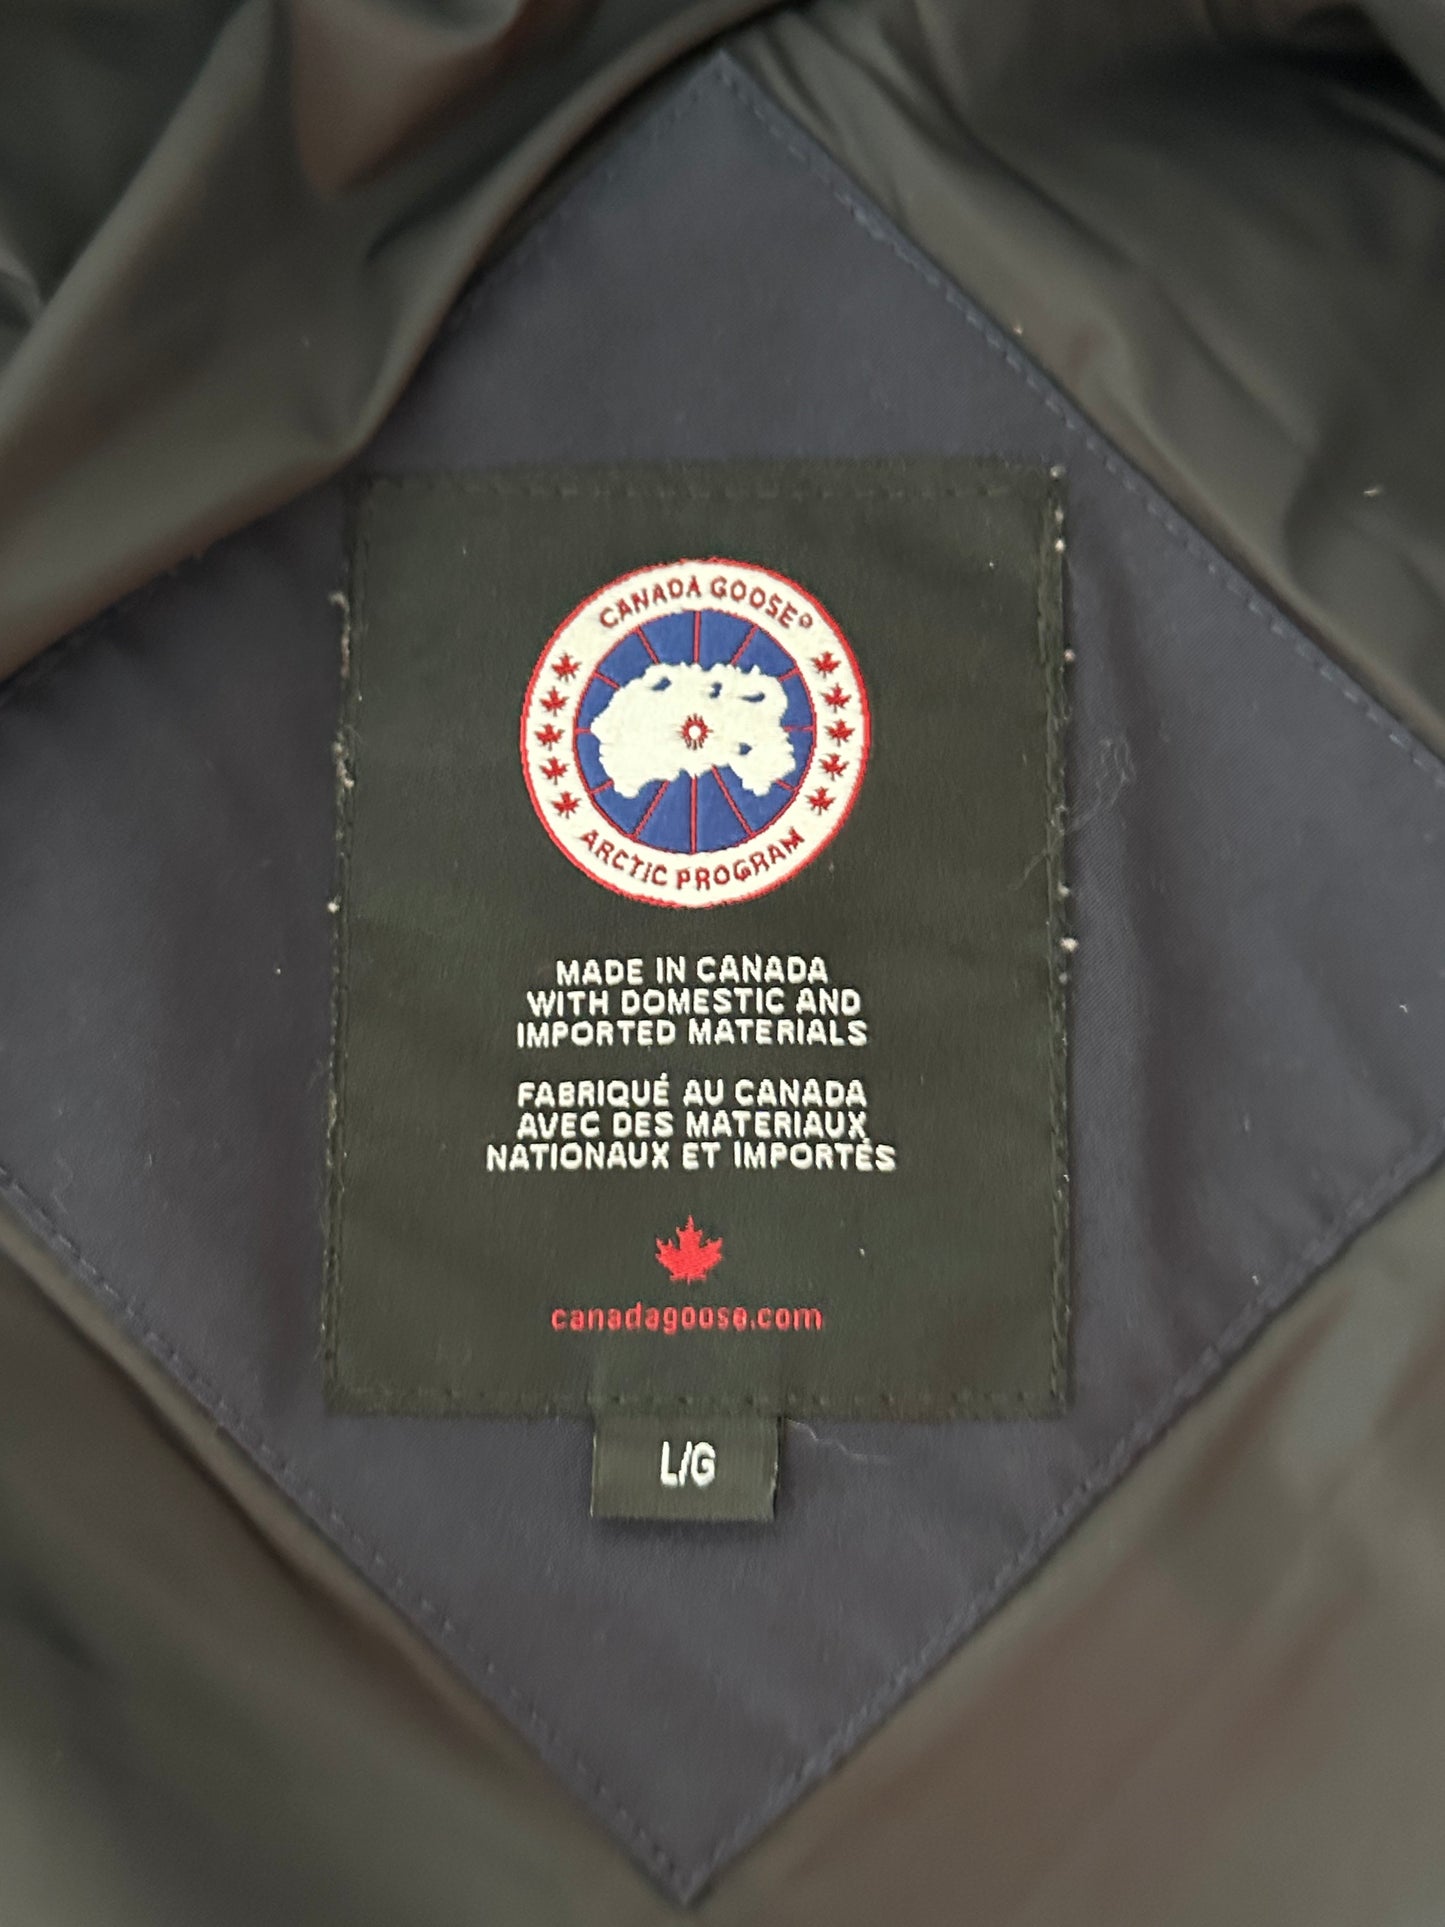 CANADA GOOSE®
ARCTIC PROGRAM
MADE IN CANADA
WITH DOMESTIC AND
IMPORTED MATERIALS
FABRIQUÉ AU CANADA
AVEC DES MATERIAUX
NATIONAUX ET IMPORTÉS
canadagoose.com
L/G